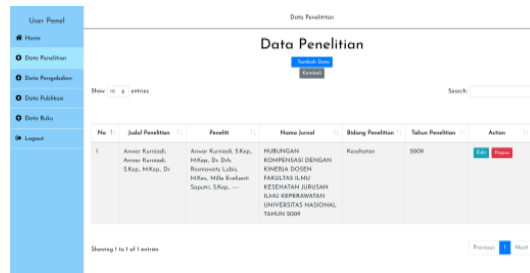 User Panel
Data Penelititan
Home
Data Penelitian
Data Pengabdian
Data Publikasi
Data Buku
Logout
Data Penelitian
Tambah Data
Kembali
Show 10 entries
Search:
No Judul Penelitian Peneliti Nama Jurnal Bidang Penelitian Tahun Penelitian Action
1 Anwar Kurniadi, Anwar Kurniadi, S.Kep, M.Kep, Dr
Anwar Kurniadi, S.Kep,
M.Kep, Dr. Drh.
Rosmawaty Lubis,
M.Kes, Milla Evelianti
Saputri, S.Kep, ---
HUBUNGAN
KOMPENSASI DENGAN
KINERJA DOSEN
FAKULTAS ILMU
KESEHATAN JURUSAN
ILMU KEPERAWATAN
UNIVERSITAS NASIONAL
TAHUN 2009
Kesehatan
2009
Edit Hapus
Showing 1 to 1 of 1 entries
Previous 1 Next